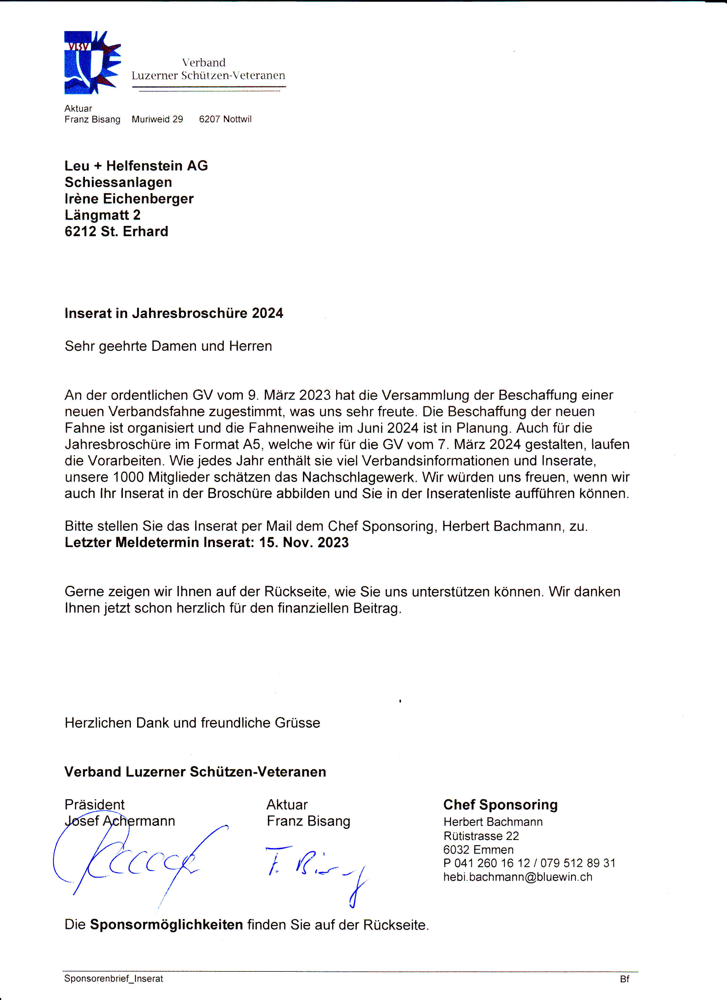 VLSV
Verband
Luzerner Schützen-Veteranen
Aktuar
Franz Bisang Muriweid 29 6207 Nottwil
Leu + Helfenstein AG
Schiessanlagen
Irène Eichenberger
Längmatt 2
6212 St. Erhard
Inserat in Jahresbroschüre 2024
Sehr geehrte Damen und Herren
An der ordentlichen GV vom 9. März 2023 hat die Versammlung der Beschaffung einer
neuen Verbandsfahne zugestimmt, was uns sehr freute. Die Beschaffung der neuen
Fahne ist organisiert und die Fahnenweihe im Juni 2024 ist in Planung. Auch für die
Jahresbroschüre im Format A5, welche wir für die GV vom 7. März 2024 gestalten, laufen
die Vorarbeiten. Wie jedes Jahr enthält sie viel Verbandsinformationen und Inserate,
unsere 1000 Mitglieder schätzen das Nachschlagewerk. Wir würden uns freuen, wenn wir
auch Ihr Inserat in der Broschüre abbilden und Sie in der Inseratenliste aufführen können.
Bitte stellen Sie das Inserat per Mail dem Chef Sponsoring, Herbert Bachmann, zu.
Letzter Meldetermin Inserat: 15. Nov. 2023
Gerne zeigen wir Ihnen auf der Rückseite, wie Sie uns unterstützen können. Wir danken
Ihnen jetzt schon herzlich für den finanziellen Beitrag.
Herzlichen Dank und freundliche Grüsse
Verband Luzerner Schützen-Veteranen
Präsident Aktuar Chef Sponsoring
Josef Achermann Franz Bisang Herbert Bachmann
Rütistrasse 22
6032 Emmen
P 041 260 16 12 / 079 512 89 31
hebi.bachmann@bluewin.ch
F. Bisang
Die Sponsormöglichkeiten finden Sie auf der Rückseite.
Sponsorenbrief_Inserat Bf